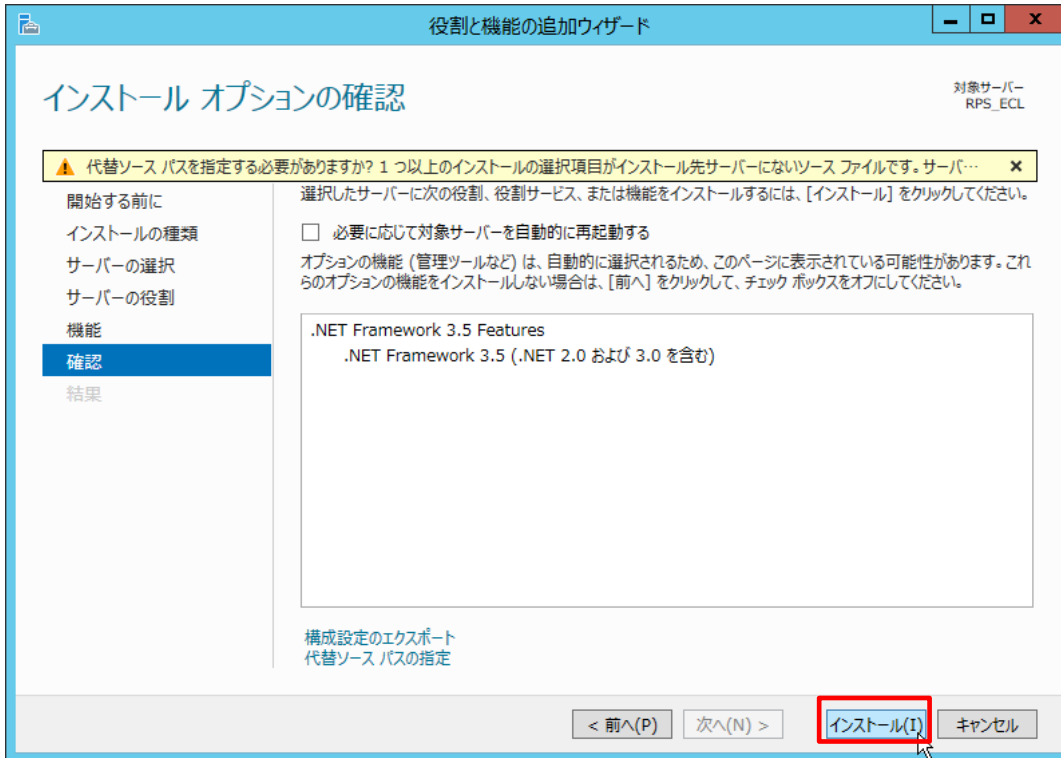 役割と機能の追加ウィザード
インストール オプションの確認
対象サーバー
RPS_ECL
代替ソース パスを指定する必要がありますか? 1 つ以上のインストールの選択項目がインストール先サーバーにないソース ファイルです。サーバ…
開始する前に
インストールの種類
サーバーの選択
サーバーの役割
機能
確認
結果
選択したサーバーに次の役割、役割サービス、または機能をインストールするには、[インストール] をクリックしてください。
必要に応じて対象サーバーを自動的に再起動する
オプションの機能 (管理ツールなど) は、自動的に選択されるため、このページに表示されている可能性があります。これ
らのオプションの機能をインストールしない場合は、[前へ] をクリックして、チェック ボックスをオフにしてください。
.NET Framework 3.5 Features
.NET Framework 3.5 (.NET 2.0 および 3.0 を含む)
構成設定のエクスポート
代替ソース パスの指定
< 前へ(P) 次へ(N) > インストール(I) キャンセル